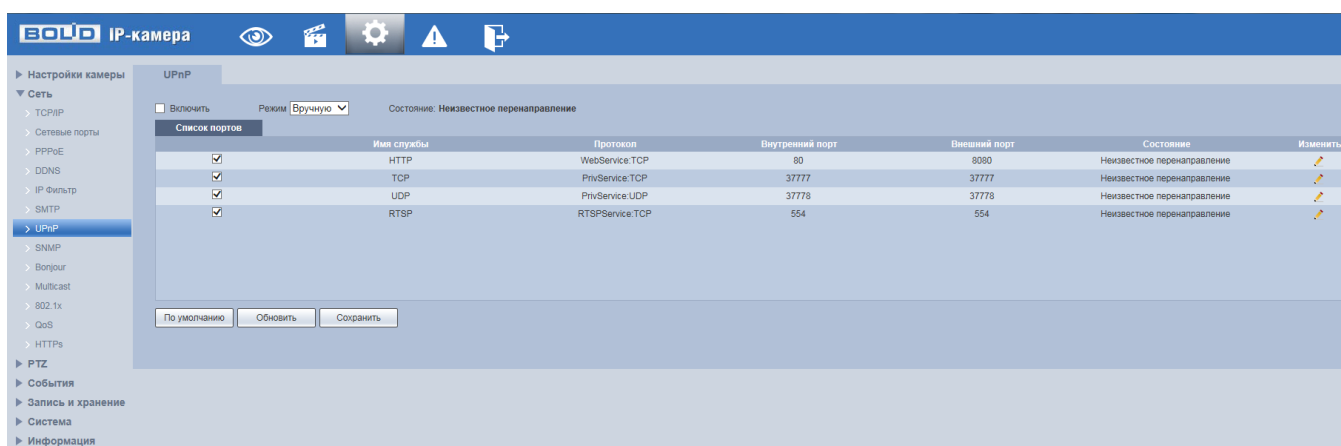 BOLID IP-камера
Настройки камеры
Сеть
TCP/IP
Сетевые порты
PPPoE
DDNS
IP Фильтр
SMTP
UPnP
SNMP
Bonjour
Multicast
802.1x
QoS
HTTPs
PTZ
События
Запись и хранение
Система
Информация
UPnP
Включить Режим Вручную Состояние: Неизвестное перенаправление
Список портов
Имя службы Протокол Внутренний порт Внешний порт Состояние Изменить
HTTP WebService:TCP 80 8080 Неизвестное перенаправление
TCP PrivService:TCP 37777 37777 Неизвестное перенаправление
UDP PrivService:UDP 37778 37778 Неизвестное перенаправление
RTSP RTSPService:TCP 554 554 Неизвестное перенаправление
По умолчанию Обновить Сохранить